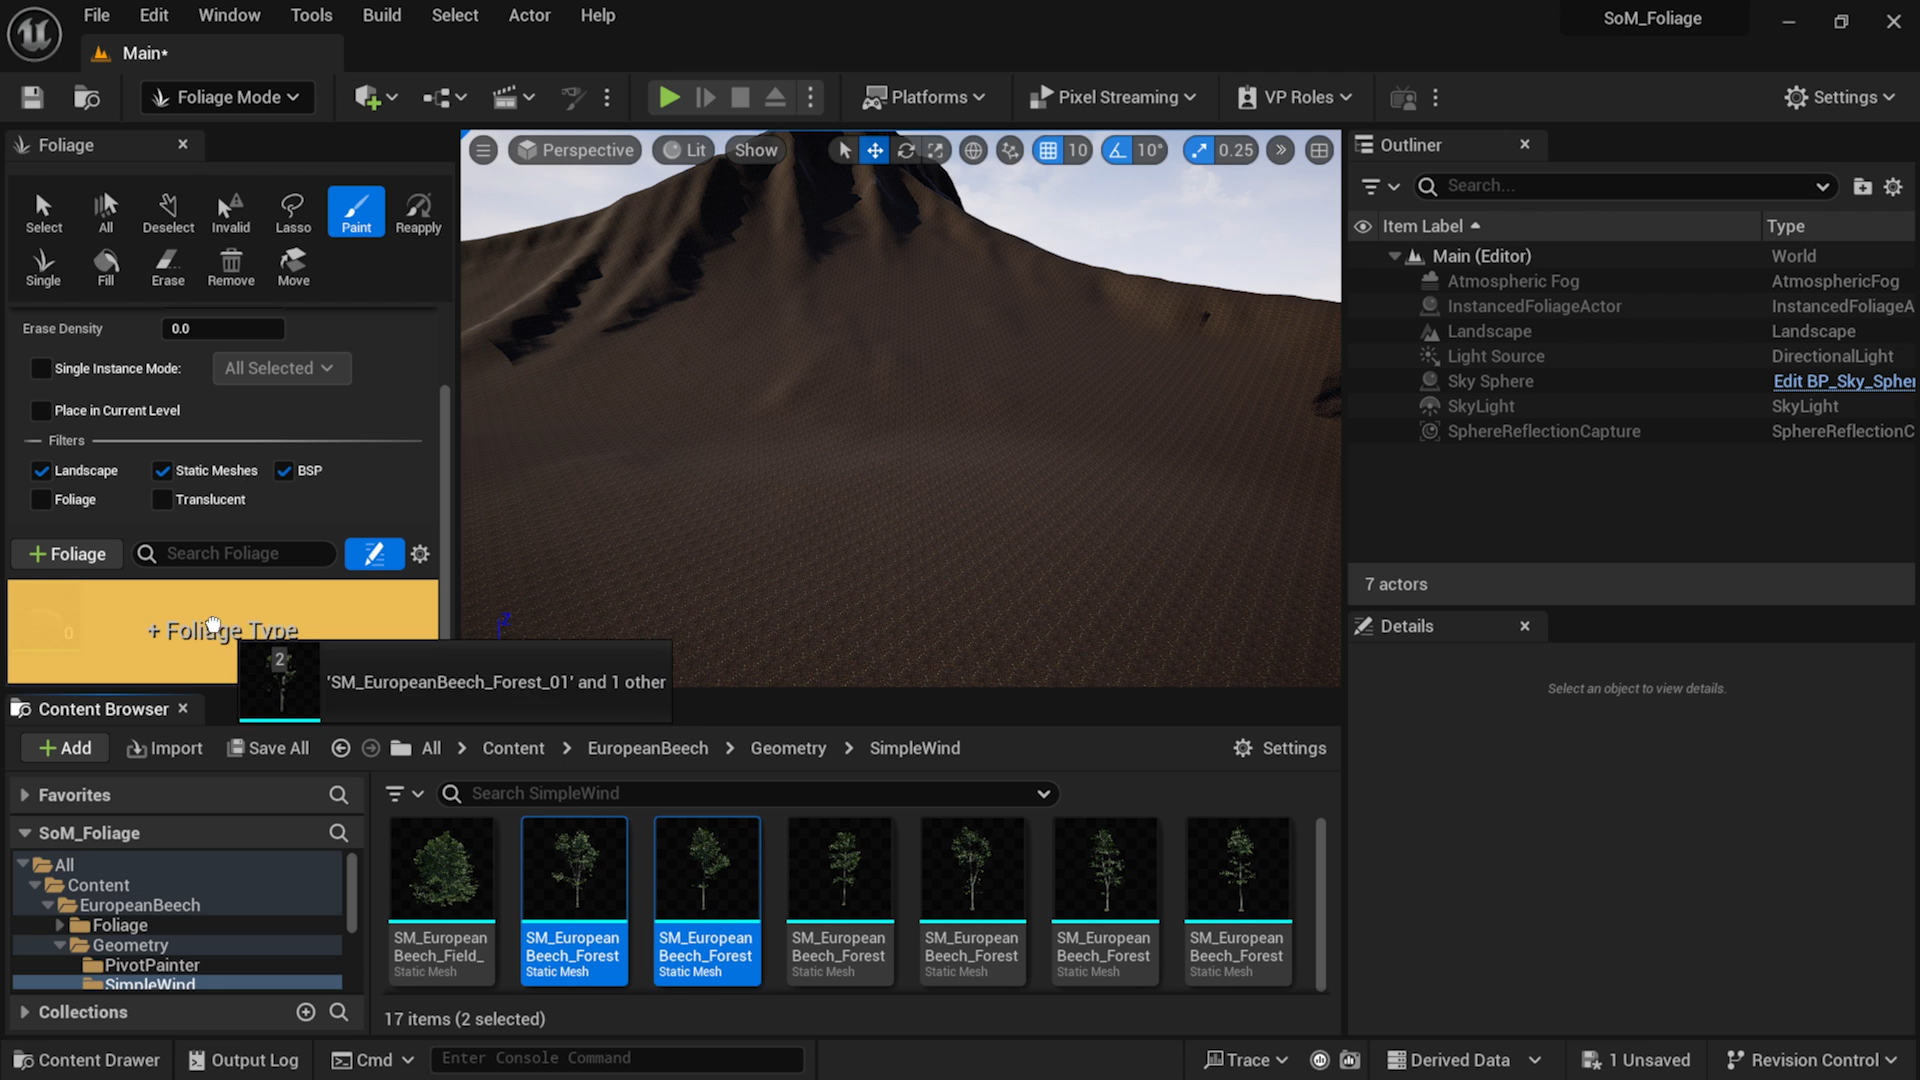 File Edit Window Tools Build Select Actor Help
SoM_Foliage
Main*
Foliage Mode
Platforms
Pixel Streaming
VP Roles
Settings
Foliage
Select All Deselect Invalid Lasso Paint Reapply
Single Fill Erase Remove Move
Erase Density 0.0
Single Instance Mode: All Selected
Place in Current Level
Filters
Landscape Static Meshes BSP
Foliage Translucent
+ Foliage Search Foliage
0
+ Foliage Type
2
'SM_EuropeanBeech_Forest_01' and 1 other
Perspective Lit Show 10 10° 0.25
Outliner
Search...
Item Label Type
Main (Editor) World
Atmospheric Fog AtmosphericFog
InstancedFoliageActor InstancedFoliageA
Landscape Landscape
Light Source DirectionalLight
Sky Sphere Edit BP_Sky_Spher
SkyLight SkyLight
SphereReflectionCapture SphereReflectionC
7 actors
Details
Select an object to view details.
Content Browser
+ Add Import Save All All > Content > EuropeanBeech > Geometry > SimpleWind Settings
Favorites
SoM_Foliage
All
Content
EuropeanBeech
Foliage
Geometry
PivotPainter
SimpleWind
Collections
Search SimpleWind
SM_European
Beech_Field_
Static Mesh
SM_European
Beech_Forest
Static Mesh
SM_European
Beech_Forest
Static Mesh
SM_European
Beech_Forest
Static Mesh
SM_European
Beech_Forest
Static Mesh
SM_European
Beech_Forest
Static Mesh
SM_European
Beech_Forest
Static Mesh
17 items (2 selected)
Content Drawer Output Log Cmd Enter Console Command Trace Derived Data 1 Unsaved Revision Control